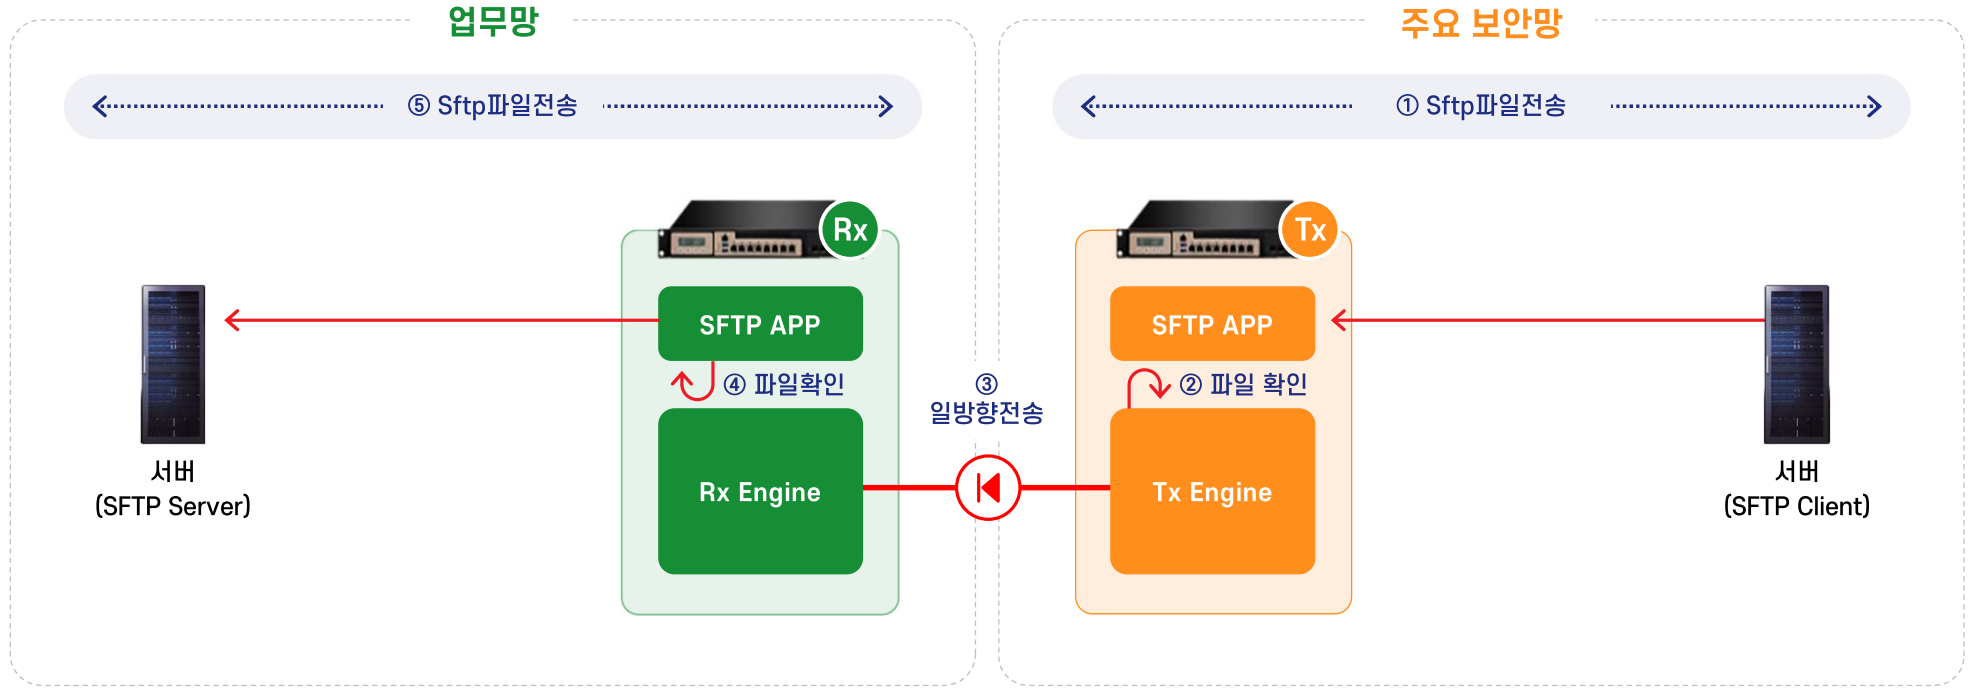 업무망
주요 보안망
⑤ Sftp파일전송
① Sftp파일전송
Rx
Tx
SFTP APP
SFTP APP
④ 파일확인
③
일방향전송
② 파일 확인
Rx Engine
Tx Engine
서버
(SFTP Server)
서버
(SFTP Client)